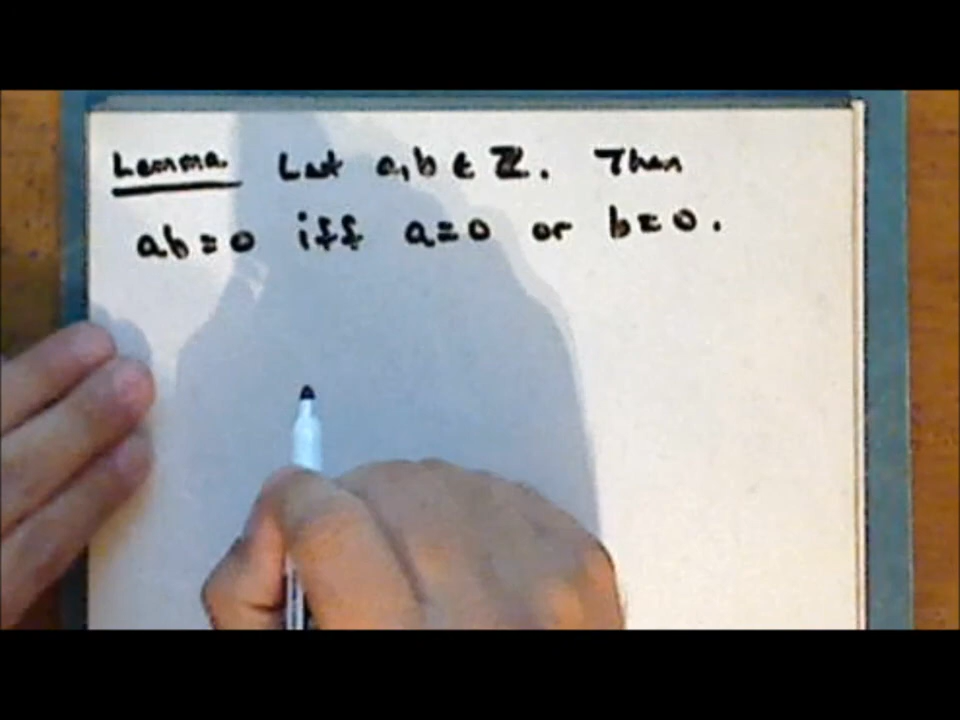 Lemma Let a,b ∈ ℤ. Then
ab = 0 iff a = 0 or b = 0.